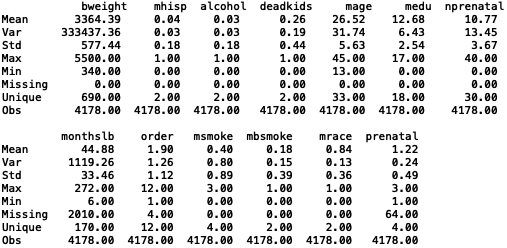 bweight mhisp alcohol deadkids mage medu nprenatal
Mean 3364.39 0.04 0.03 0.26 26.52 12.68 10.77
Var 333437.36 0.03 0.03 0.19 31.74 6.43 13.45
Std 577.44 0.18 0.18 0.44 5.63 2.54 3.67
Max 5500.00 1.00 1.00 1.00 45.00 17.00 40.00
Min 340.00 0.00 0.00 0.00 13.00 0.00 0.00
Missing 0.00 0.00 0.00 0.00 0.00 0.00 0.00
Unique 690.00 2.00 2.00 2.00 33.00 18.00 30.00
Obs 4178.00 4178.00 4178.00 4178.00 4178.00 4178.00 4178.00
monthslb order msmoke mbsmoke mrace prenatal
Mean 44.88 1.90 0.40 0.18 0.84 1.22
Var 1119.26 1.26 0.80 0.15 0.13 0.24
Std 33.46 1.12 0.89 0.39 0.36 0.49
Max 272.00 12.00 3.00 1.00 1.00 3.00
Min 6.00 1.00 0.00 0.00 0.00 1.00
Missing 2010.00 4.00 0.00 0.00 0.00 64.00
Unique 170.00 12.00 4.00 2.00 2.00 4.00
Obs 4178.00 4178.00 4178.00 4178.00 4178.00 4178.00